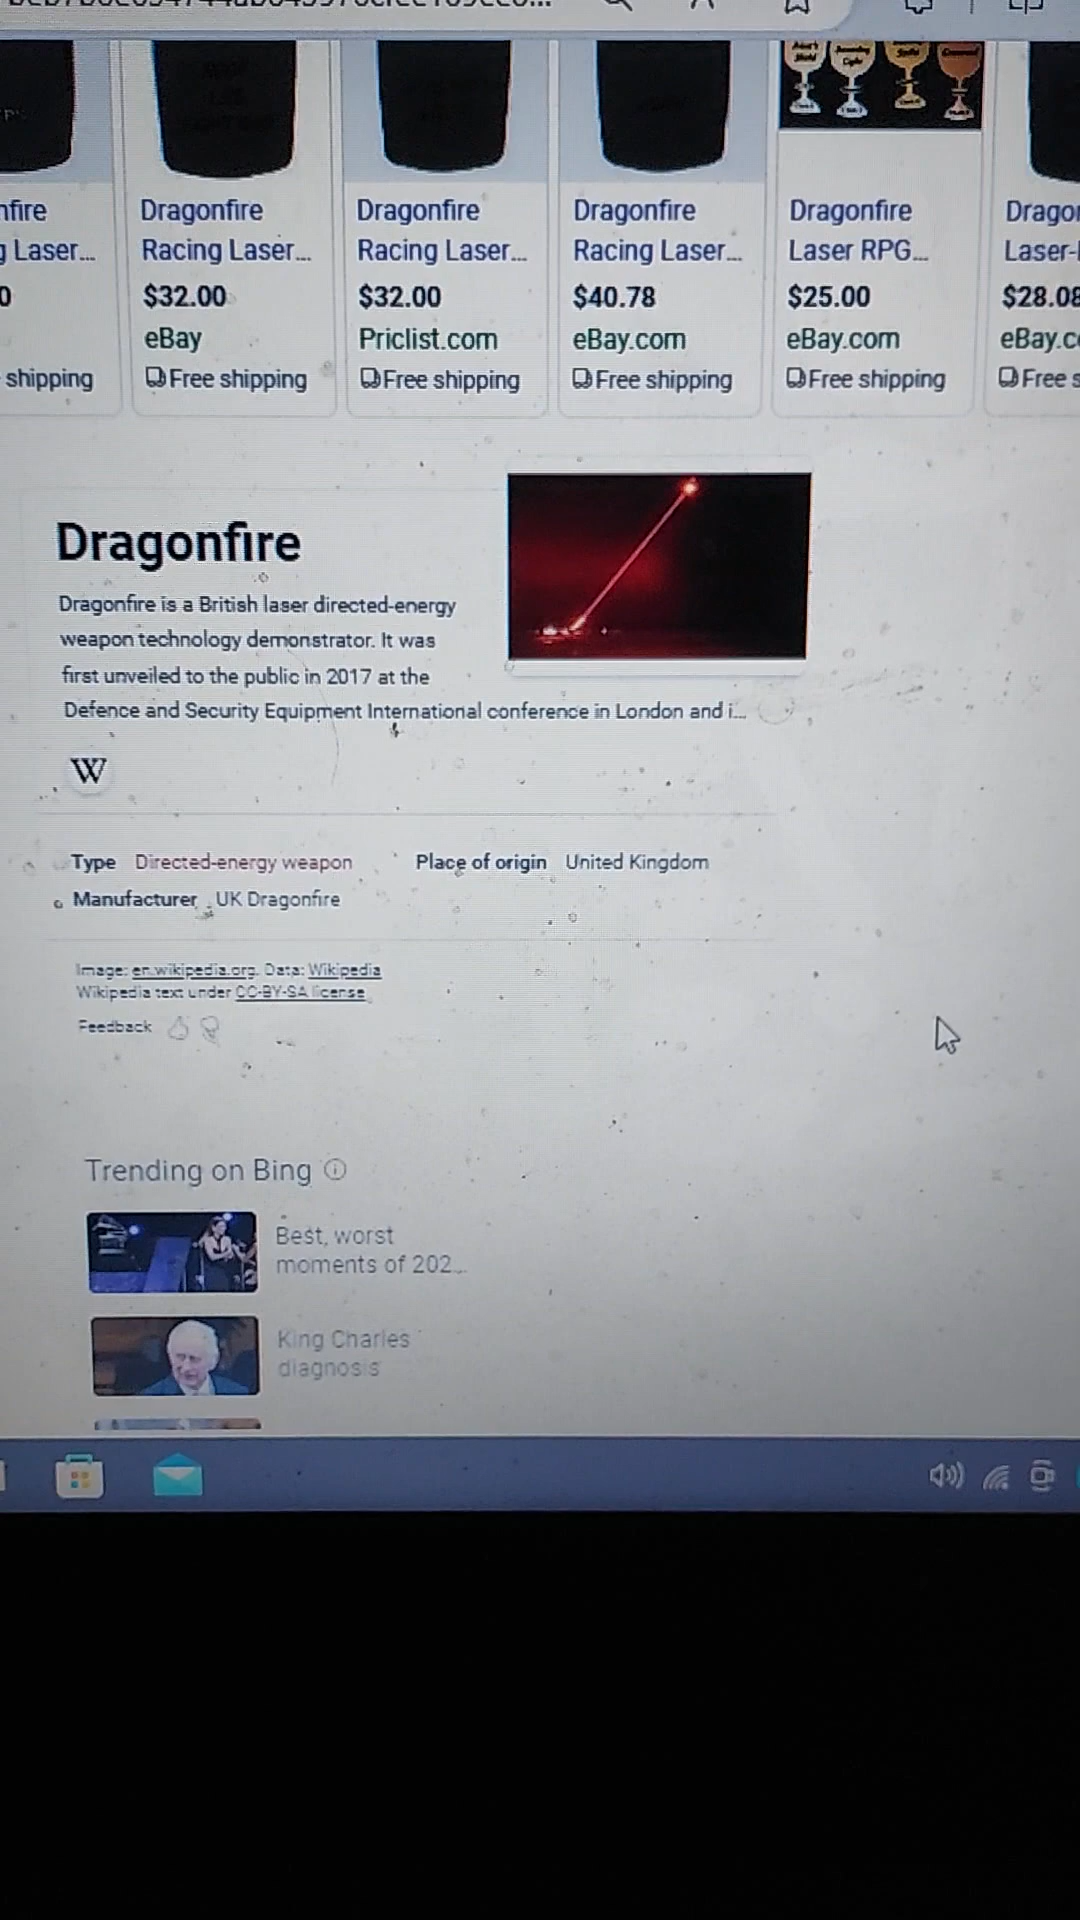 nfire
g Laser...
0
shipping
Dragonfire
Racing Laser...
$32.00
eBay
Free shipping
Dragonfire
Racing Laser...
$32.00
Priclist.com
Free shipping
Dragonfire
Racing Laser...
$40.78
eBay.com
Free shipping
Dragonfire
Laser RPG...
$25.00
eBay.com
Free shipping
Drago
Laser-
$28.08
eBay.c
Free s
Dragonfire
Dragonfire is a British laser directed-energy
weapon technology demonstrator. It was
first unveiled to the public in 2017 at the
Defence and Security Equipment International conference in London and i...
W
Type Directed-energy weapon
Place of origin United Kingdom
Manufacturer UK Dragonfire
Image: en.wikipedia.org. Data: Wikipedia
Wikipedia text under CC-BY-SA license
Feedback
Trending on Bing
Best, worst
moments of 202...
King Charles
diagnosis